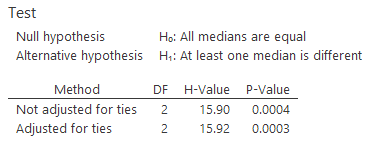 Test
Null hypothesis H₀: All medians are equal
Alternative hypothesis H₁: At least one median is different
Method DF H-Value P-Value
Not adjusted for ties 2 15.90 0.0004
Adjusted for ties 2 15.92 0.0003